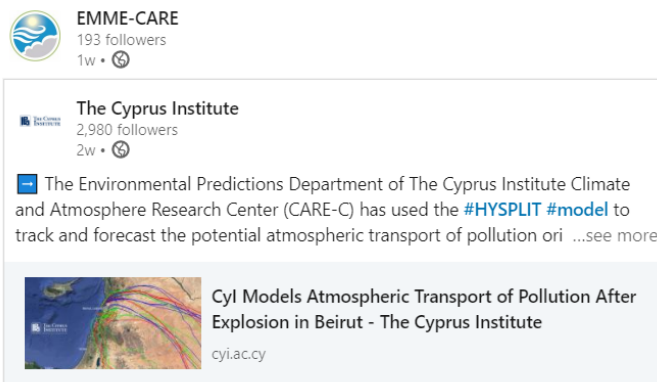 EMME-CARE
193 followers
1w •
The Cyprus Institute
2,980 followers
2w •
The Environmental Predictions Department of The Cyprus Institute Climate
and Atmosphere Research Center (CARE-C) has used the #HYSPLIT #model to
track and forecast the potential atmospheric transport of pollution ori ...see more
CyI Models Atmospheric Transport of Pollution After
Explosion in Beirut - The Cyprus Institute
cyi.ac.cy